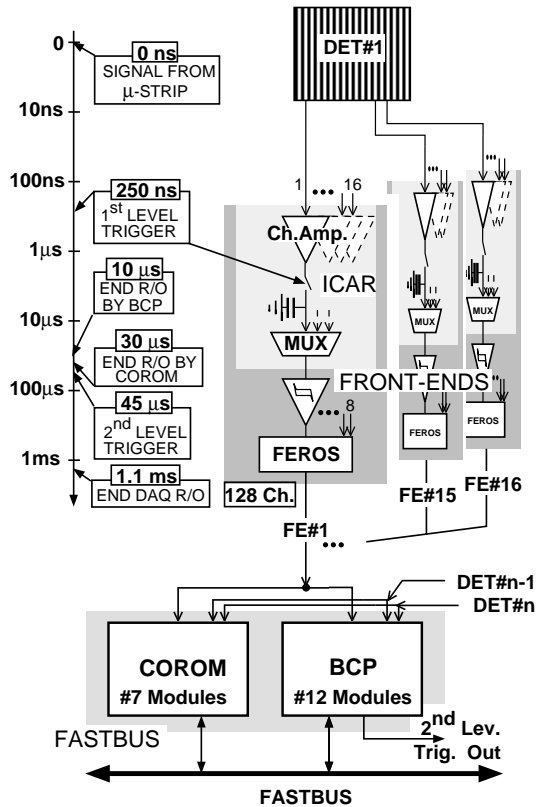 0
0 ns
SIGNAL FROM
μ-STRIP
10ns
100ns
250 ns
1st LEVEL
TRIGGER
1μs
10 μs
END R/O
BY BCP
10μs
30 μs
END R/O BY
COROM
100μs
45 μs
2nd LEVEL
TRIGGER
1ms
1.1 ms
END DAQ R/O
DET#1
1 ••• 16
Ch.Amp.
ICAR
MUX
FRONT-ENDS
••• 8
FEROS
128 Ch.
FE#1
•••
•••
MUX
FEROS
FE#15
•••
MUX
••
FEROS
FE#16
•••
DET#n-1
DET#n
COROM
#7 Modules
BCP
#12 Modules
FASTBUS
2nd Lev.
Trig. Out
FASTBUS